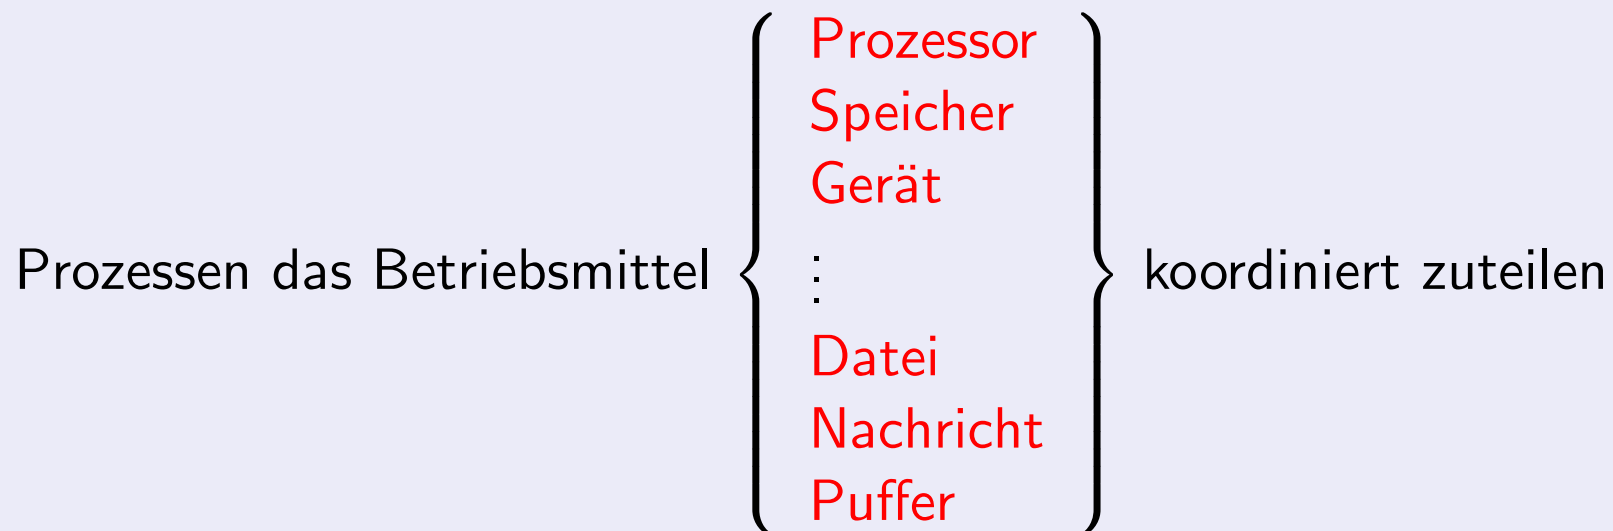 Prozessor
Speicher
Gerät
Prozessen das Betriebsmittel { ⋮ } koordiniert zuteilen
Datei
Nachricht
Puffer